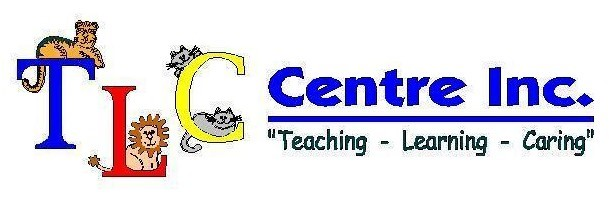 TLC Centre Inc.
"Teaching - Learning - Caring"